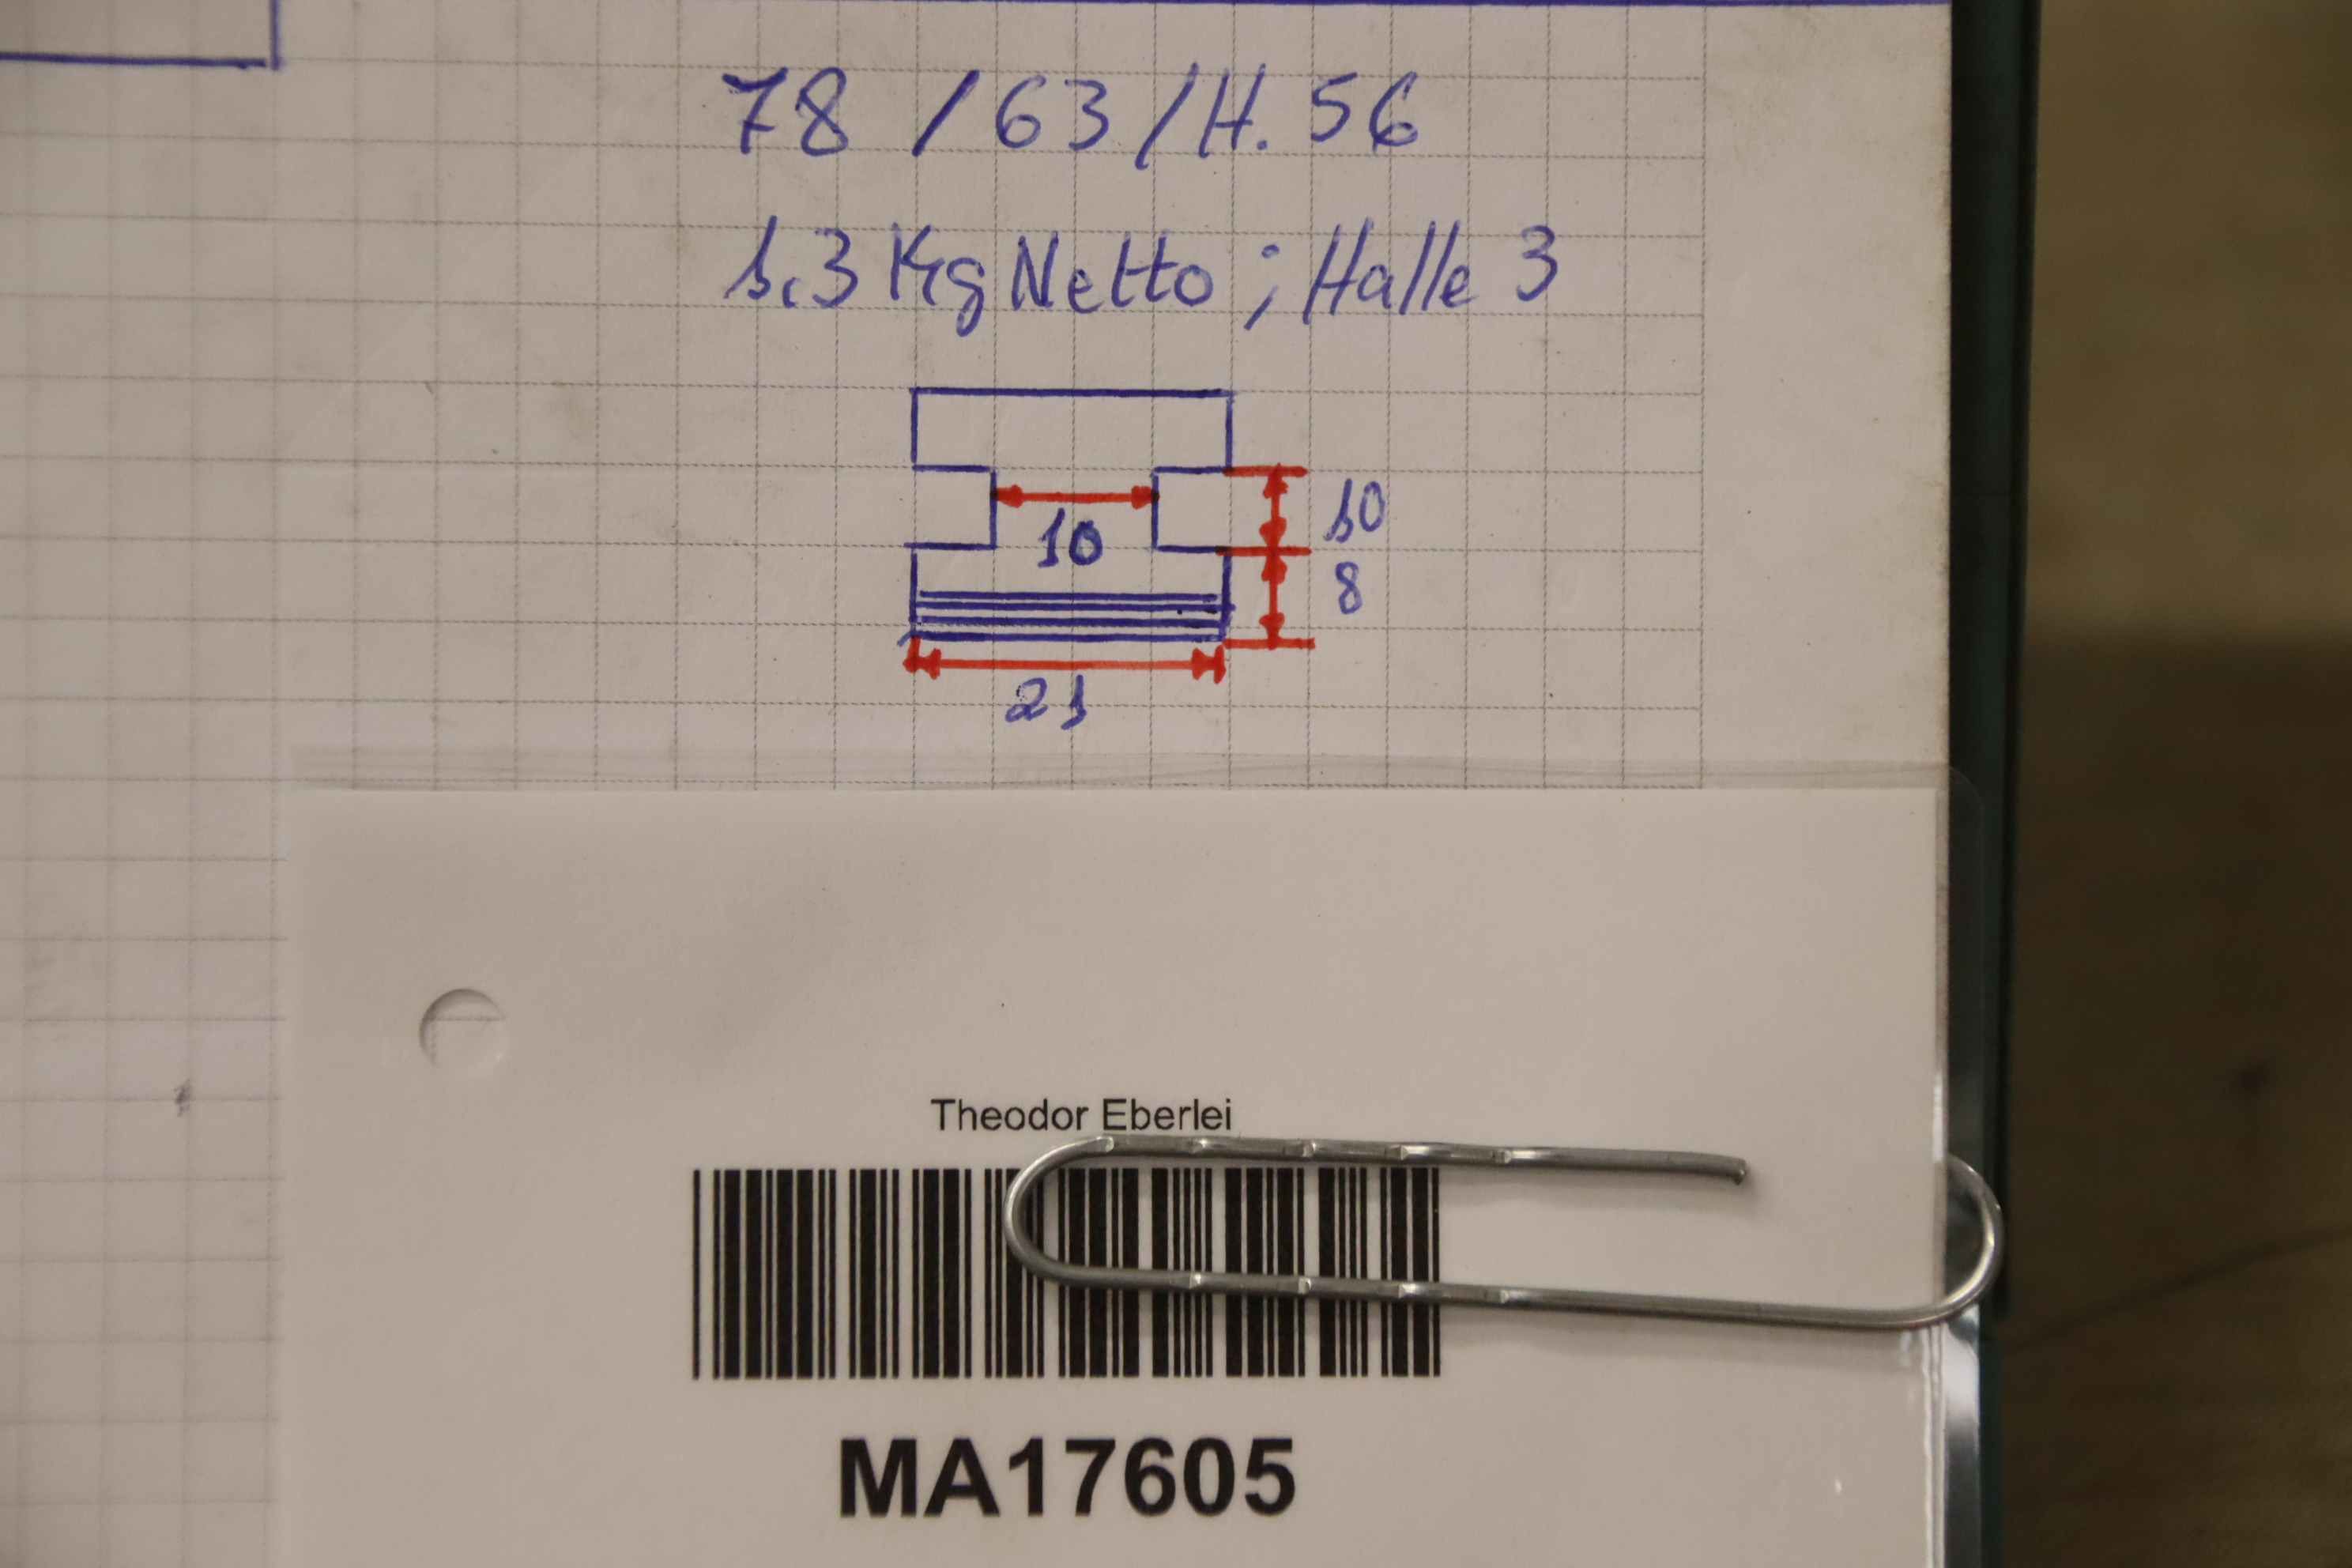 78 / 63 / H. 56
1,3 Kg Netto ; Halle 3
10
10
8
21
Theodor Eberlei
MA17605